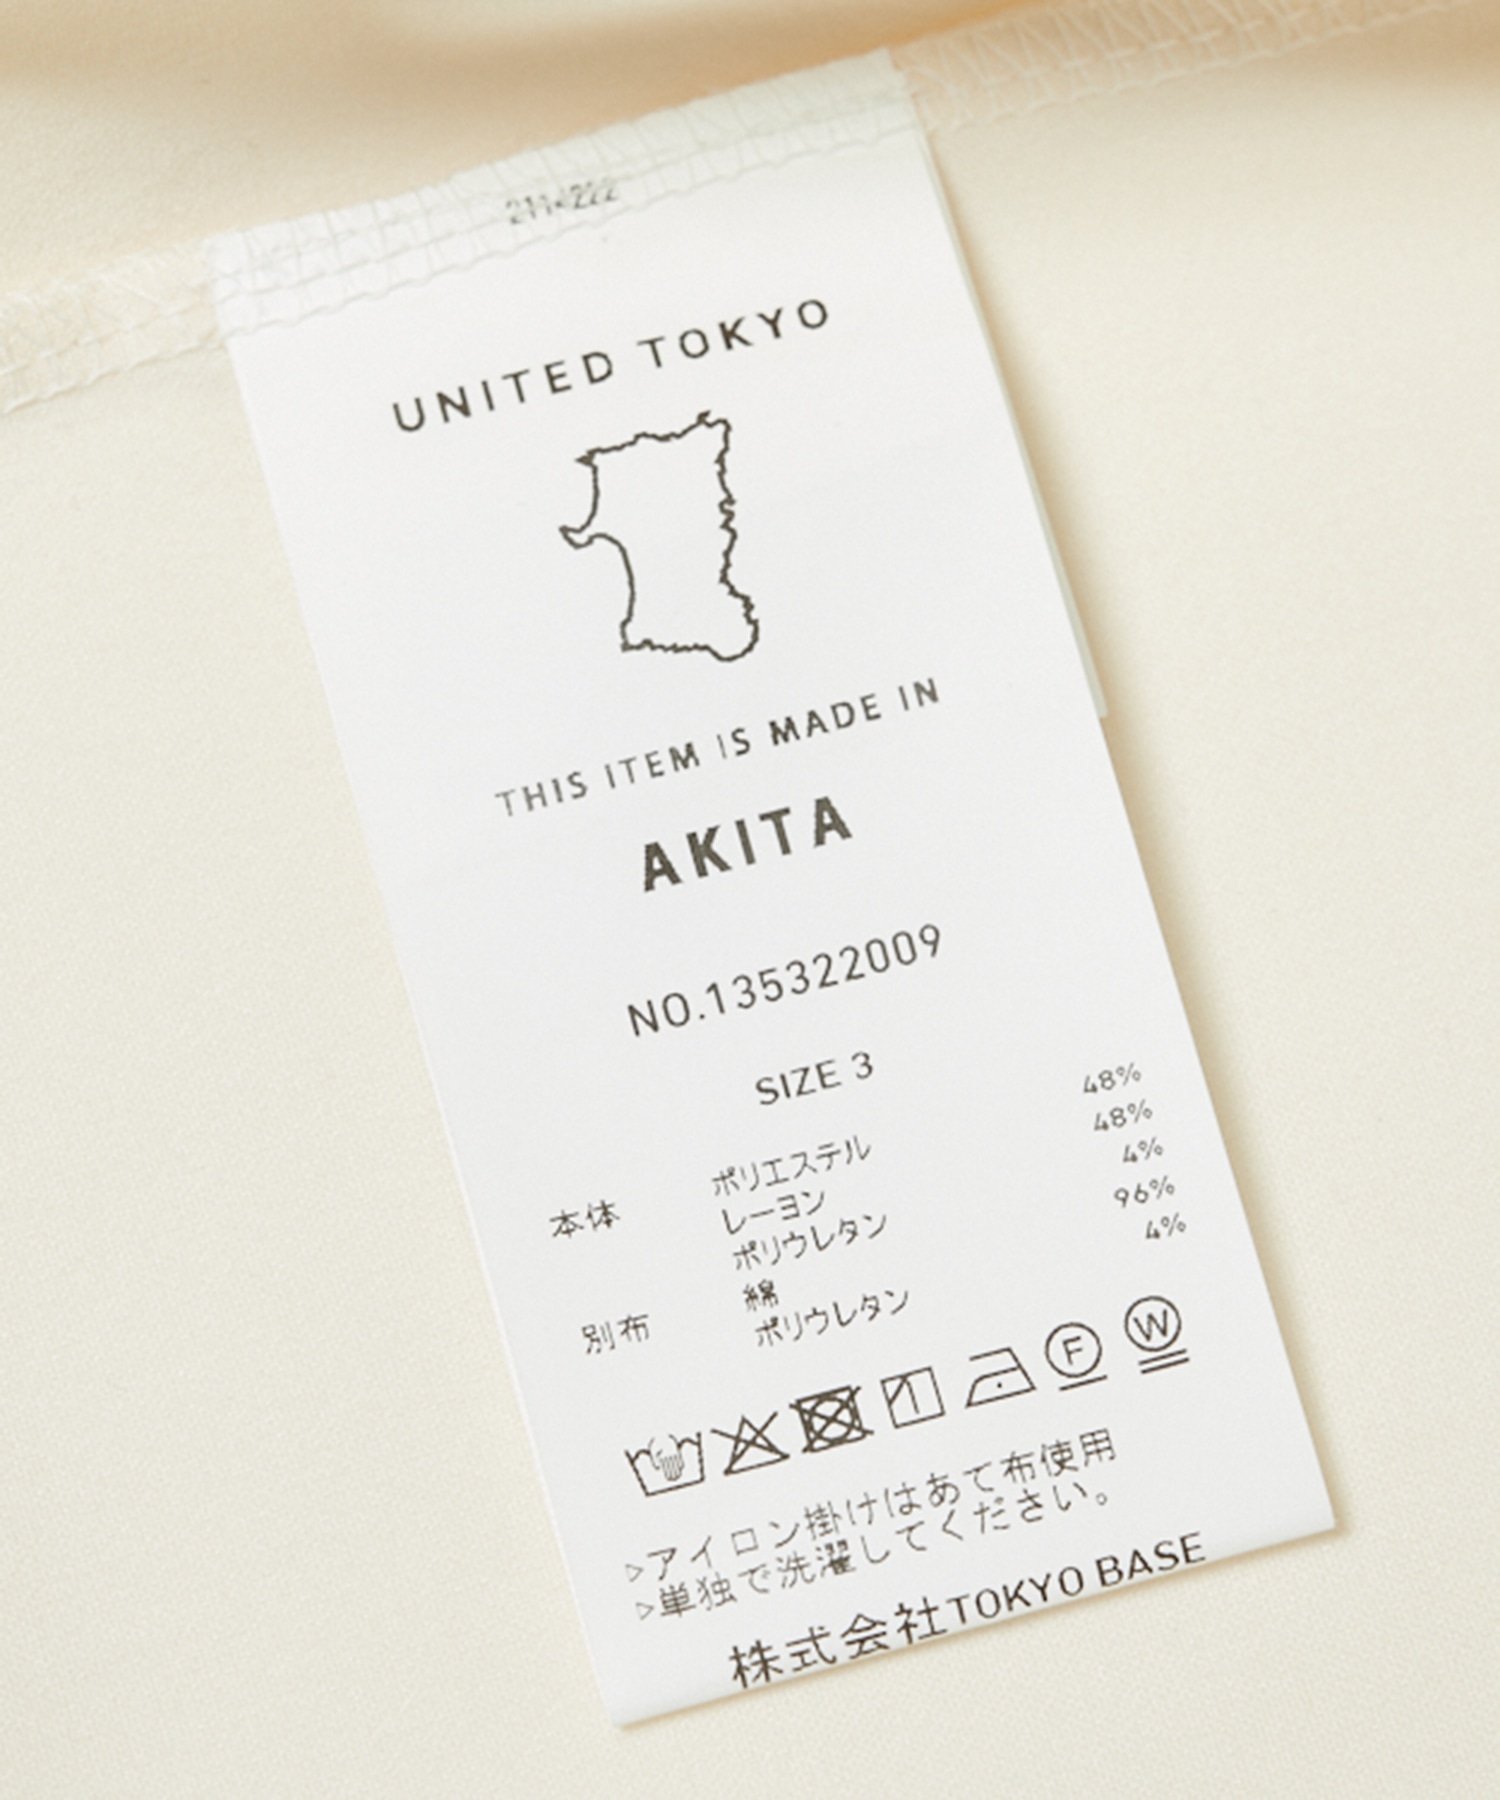 UNITED TOKYO
THIS ITEM IS MADE IN
AKITA
NO.135322009
SIZE 3
本体 ポリエステル 48%
レーヨン 48%
ポリウレタン 4%
別布 綿 96%
ポリウレタン 4%
1 F W
▷アイロン掛けはあて布使用
▷単独で洗濯してください。
株式会社TOKYO BASE